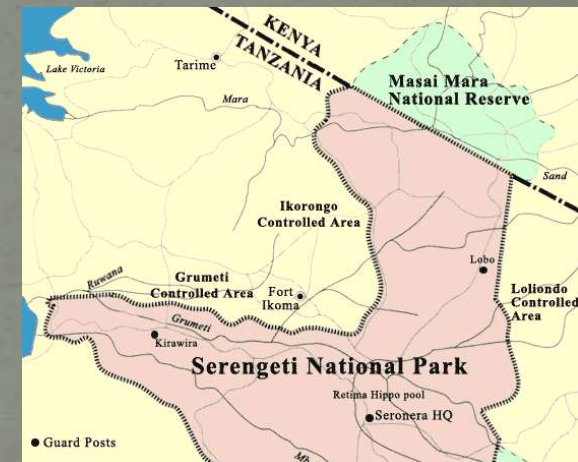 KENYA
TANZANIA
Lake Victoria
Tarime
Mara
Masai Mara
National Reserve
Sand
Ikorongo
Controlled Area
Lobo
Ruwana
Grumeti
Controlled Area
Fort
Ikoma
Loliondo
Controlled
Area
Grumeti
Kirawira
Serengeti National Park
Retima Hippo pool
Seronera HQ
Guard Posts